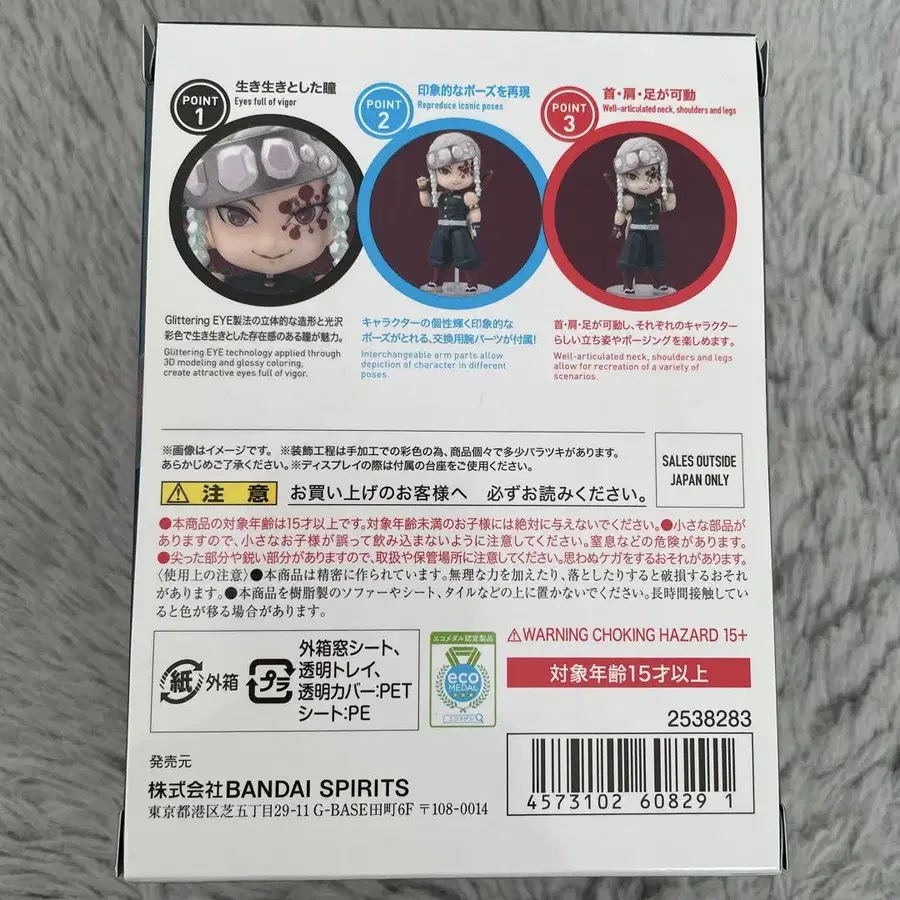 POINT
1
生き生きとした瞳
Eyes full of vigor
POINT
2
印象的なポーズを再現
Reproduce iconic poses
POINT
3
首・肩・足が可動
Well-articulated neck, shoulders and legs
Glittering EYE製法の立体的な造形と光沢
彩色で生き生きとした存在感のある瞳が魅力。
Glittering EYE technology applied through
3D modeling and glossy coloring,
create attractive eyes full of vigor.
キャラクターの個性輝く印象的な
ポーズがとれる、交換用腕パーツが付属!
Interchangeable arm parts allow
depiction of character in different
poses.
首・肩・足が可動し、それぞれのキャラクター
らしい立ち姿やポージングを楽しめます。
Well-articulated neck, shoulders and legs
allow for recreation of a variety of
scenarios.
※画像はイメージです。 ※装飾工程は手加工での彩色の為、商品個々で多少バラツキがあります。
あらかじめご了承ください。※ディスプレイの際は付属の台座をご使用ください。
SALES OUTSIDE
JAPAN ONLY
注意 お買い上げのお客様へ 必ずお読みください。
●本商品の対象年齢は15才以上です。対象年齢未満のお子様には絶対に与えないでください。●小さな部品が
ありますので、小さなお子様が誤って飲み込まないように注意してください。窒息などの危険があります。
●尖った部分や鋭い部分がありますので、取扱や保管場所に注意してください。思わぬケガをするおそれがあります。
〈使用上の注意〉●本商品は精密に作られています。無理な力を加えたり、落としたりすると破損するおそれ
があります。●本商品を樹脂製のソファーやシート、タイルなどの上に置かないでください。長時間接触してい
ると色が移る場合があります。
紙 外箱
プラ
外箱窓シート、
透明トレイ、
透明カバー:PET
シート:PE
エコメダル認定製品
eco
MEDAL
エコメダル
⚠WARNING CHOKING HAZARD 15+
対象年齢15才以上
2538283
発売元
株式会社BANDAI SPIRITS
東京都港区芝五丁目29-11 G-BASE田町6F 〒108-0014
4573102 608291